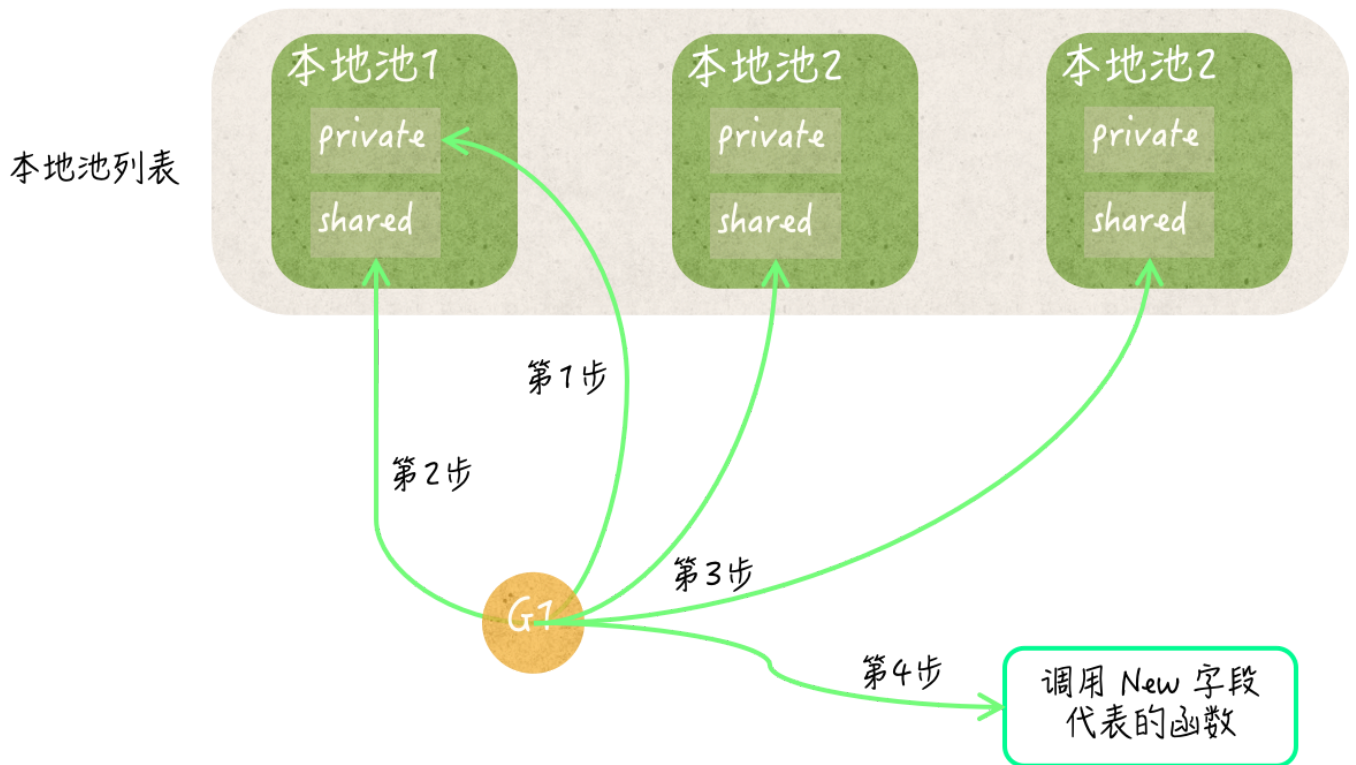 本地池1
本地池2
本地池2
private
private
private
本地池列表
shared
shared
shared
第1步
第2步
第3步
G1
第4步
调用 New 字段
代表的函数